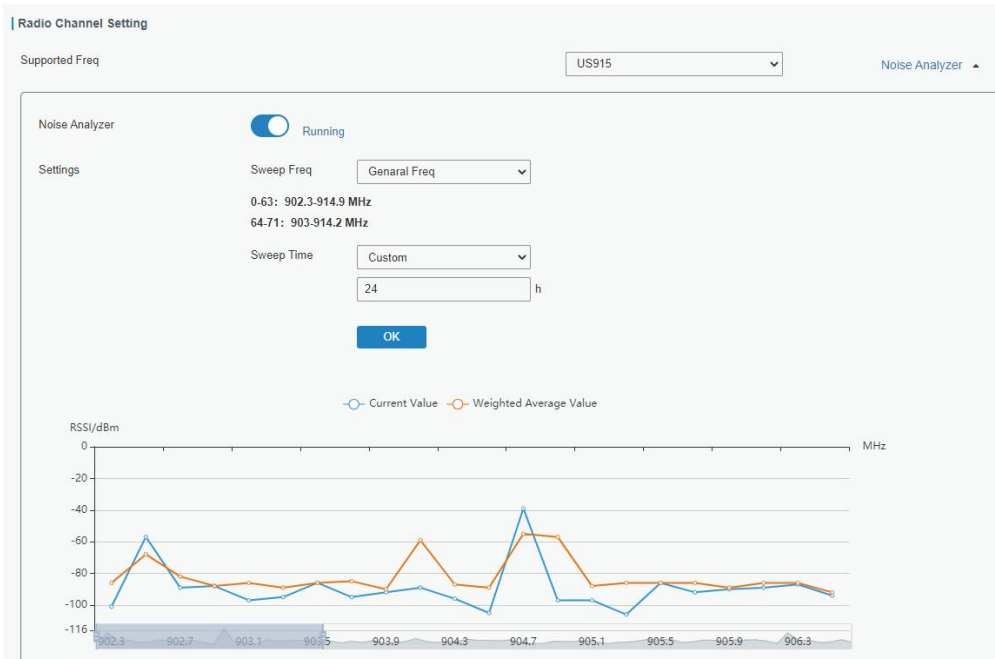 Radio Channel Setting
Supported Freq US915 Noise Analyzer
Noise Analyzer Running
Settings Sweep Freq Genaral Freq
0-63: 902.3-914.9 MHz
64-71: 903-914.2 MHz
Sweep Time Custom
24 h
OK
Current Value Weighted Average Value
RSSI/dBm
0 MHz
-20
-40
-60
-80
-100
-116
902.3 902.7 903.1 903.5 903.9 904.3 904.7 905.1 905.5 905.9 906.3